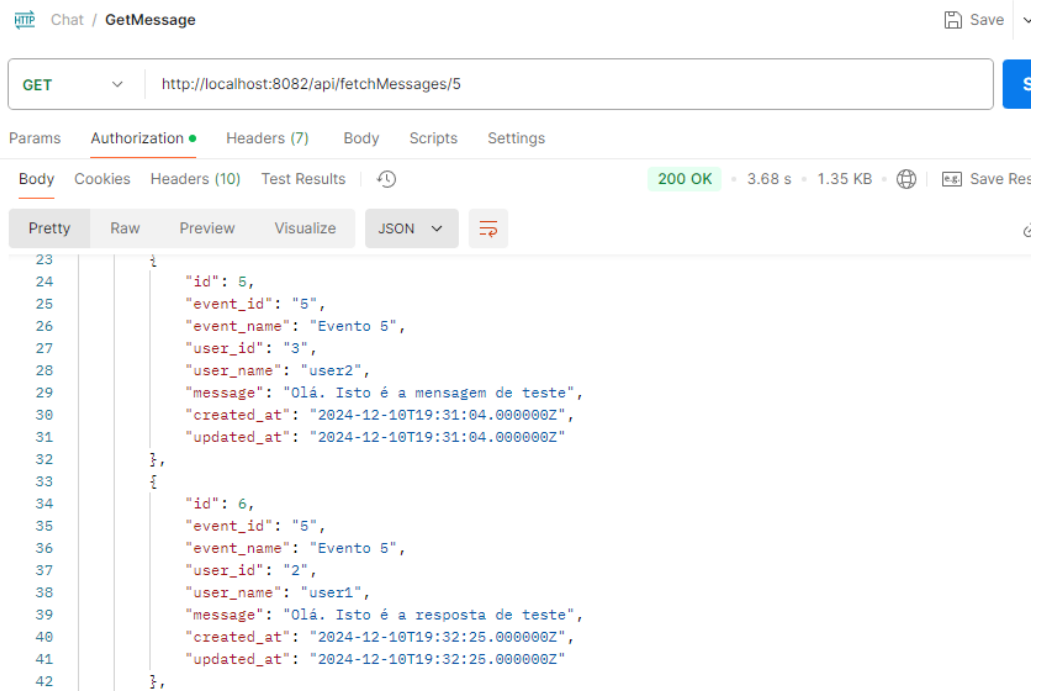 HTTP Chat / GetMessage Save
GET http://localhost:8082/api/fetchMessages/5 S
Params Authorization Headers (7) Body Scripts Settings
Body Cookies Headers (10) Test Results 200 OK 3.68 s 1.35 KB e.g. Save Res
Pretty Raw Preview Visualize JSON
23 {
24 "id": 5,
25 "event_id": "5",
26 "event_name": "Evento 5",
27 "user_id": "3",
28 "user_name": "user2",
29 "message": "Olá. Isto é a mensagem de teste",
30 "created_at": "2024-12-10T19:31:04.000000Z",
31 "updated_at": "2024-12-10T19:31:04.000000Z"
32 },
33 {
34 "id": 6,
35 "event_id": "5",
36 "event_name": "Evento 5",
37 "user_id": "2",
38 "user_name": "user1",
39 "message": "Olá. Isto é a resposta de teste",
40 "created_at": "2024-12-10T19:32:25.000000Z",
41 "updated_at": "2024-12-10T19:32:25.000000Z"
42 },